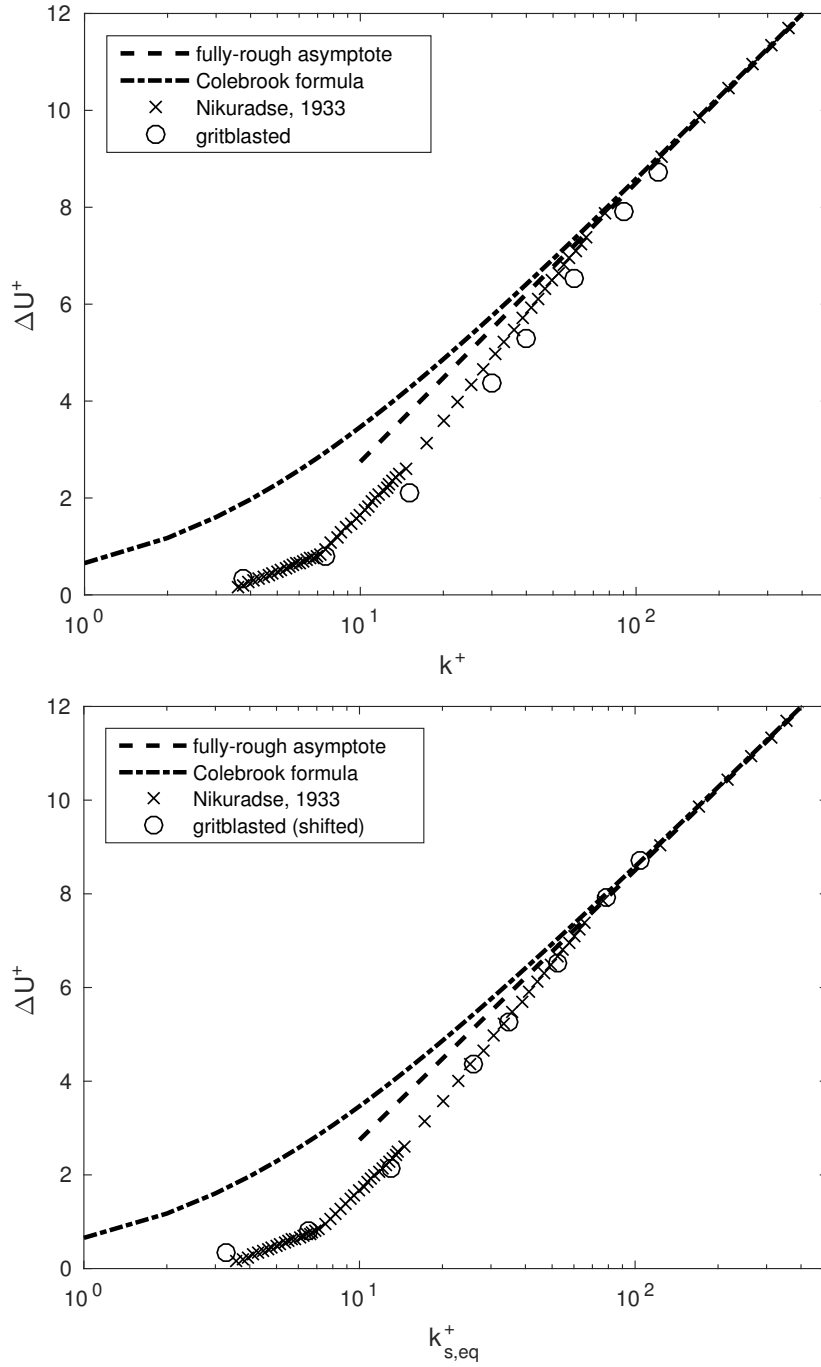 12
10
8
6
4
2
0
ΔU⁺
fully-rough asymptote
Colebrook formula
Nikuradse, 1933
gritblasted
10⁰
10¹
10²
k⁺
12
10
8
6
4
2
0
ΔU⁺
fully-rough asymptote
Colebrook formula
Nikuradse, 1933
gritblasted (shifted)
10⁰
10¹
10²
k⁺s,eq